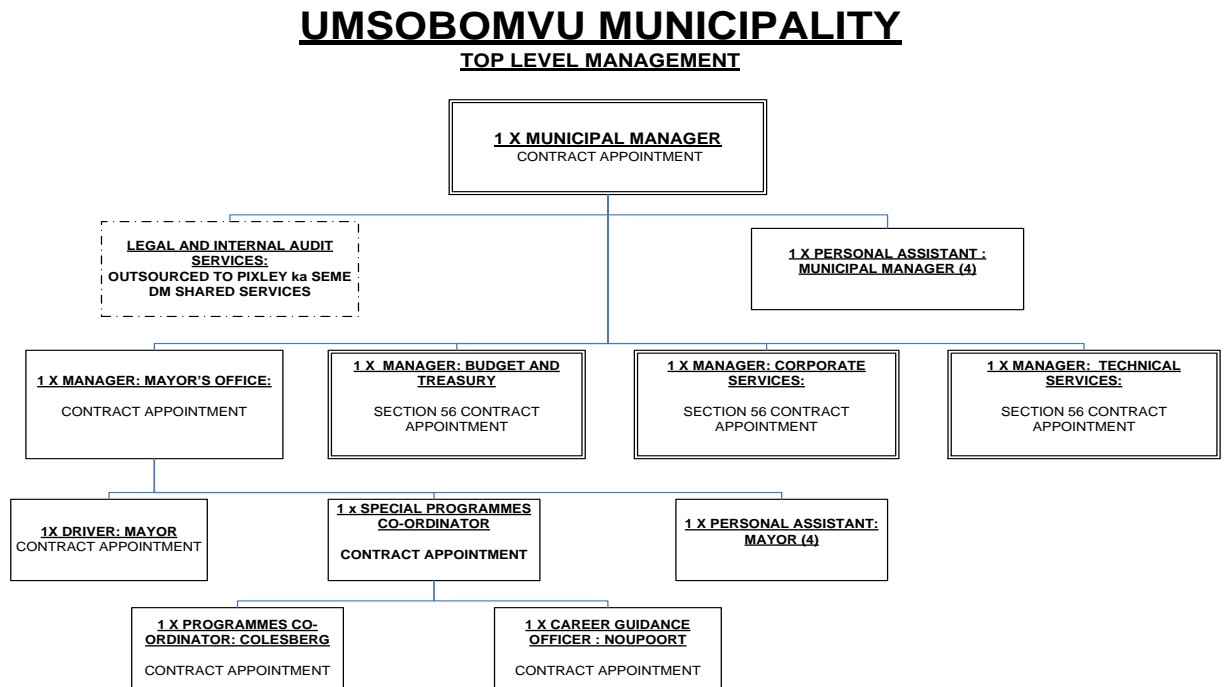 UMSOBOMVU MUNICIPALITY
TOP LEVEL MANAGEMENT
1 X MUNICIPAL MANAGER
CONTRACT APPOINTMENT
LEGAL AND INTERNAL AUDIT
SERVICES:
OUTSOURCED TO PIXLEY ka SEME
DM SHARED SERVICES
1 X PERSONAL ASSISTANT :
MUNICIPAL MANAGER (4)
1 X MANAGER: MAYOR'S OFFICE:
CONTRACT APPOINTMENT
1 X MANAGER: BUDGET AND
TREASURY
SECTION 56 CONTRACT
APPOINTMENT
1 X MANAGER: CORPORATE
SERVICES:
SECTION 56 CONTRACT
APPOINTMENT
1 X MANAGER: TECHNICAL
SERVICES:
SECTION 56 CONTRACT
APPOINTMENT
1X DRIVER: MAYOR
CONTRACT APPOINTMENT
1 x SPECIAL PROGRAMMES
CO-ORDINATOR
CONTRACT APPOINTMENT
1 X PERSONAL ASSISTANT:
MAYOR (4)
1 X PROGRAMMES CO-
ORDINATOR: COLESBERG
CONTRACT APPOINTMENT
1 X CAREER GUIDANCE
OFFICER : NOUPOORT
CONTRACT APPOINTMENT